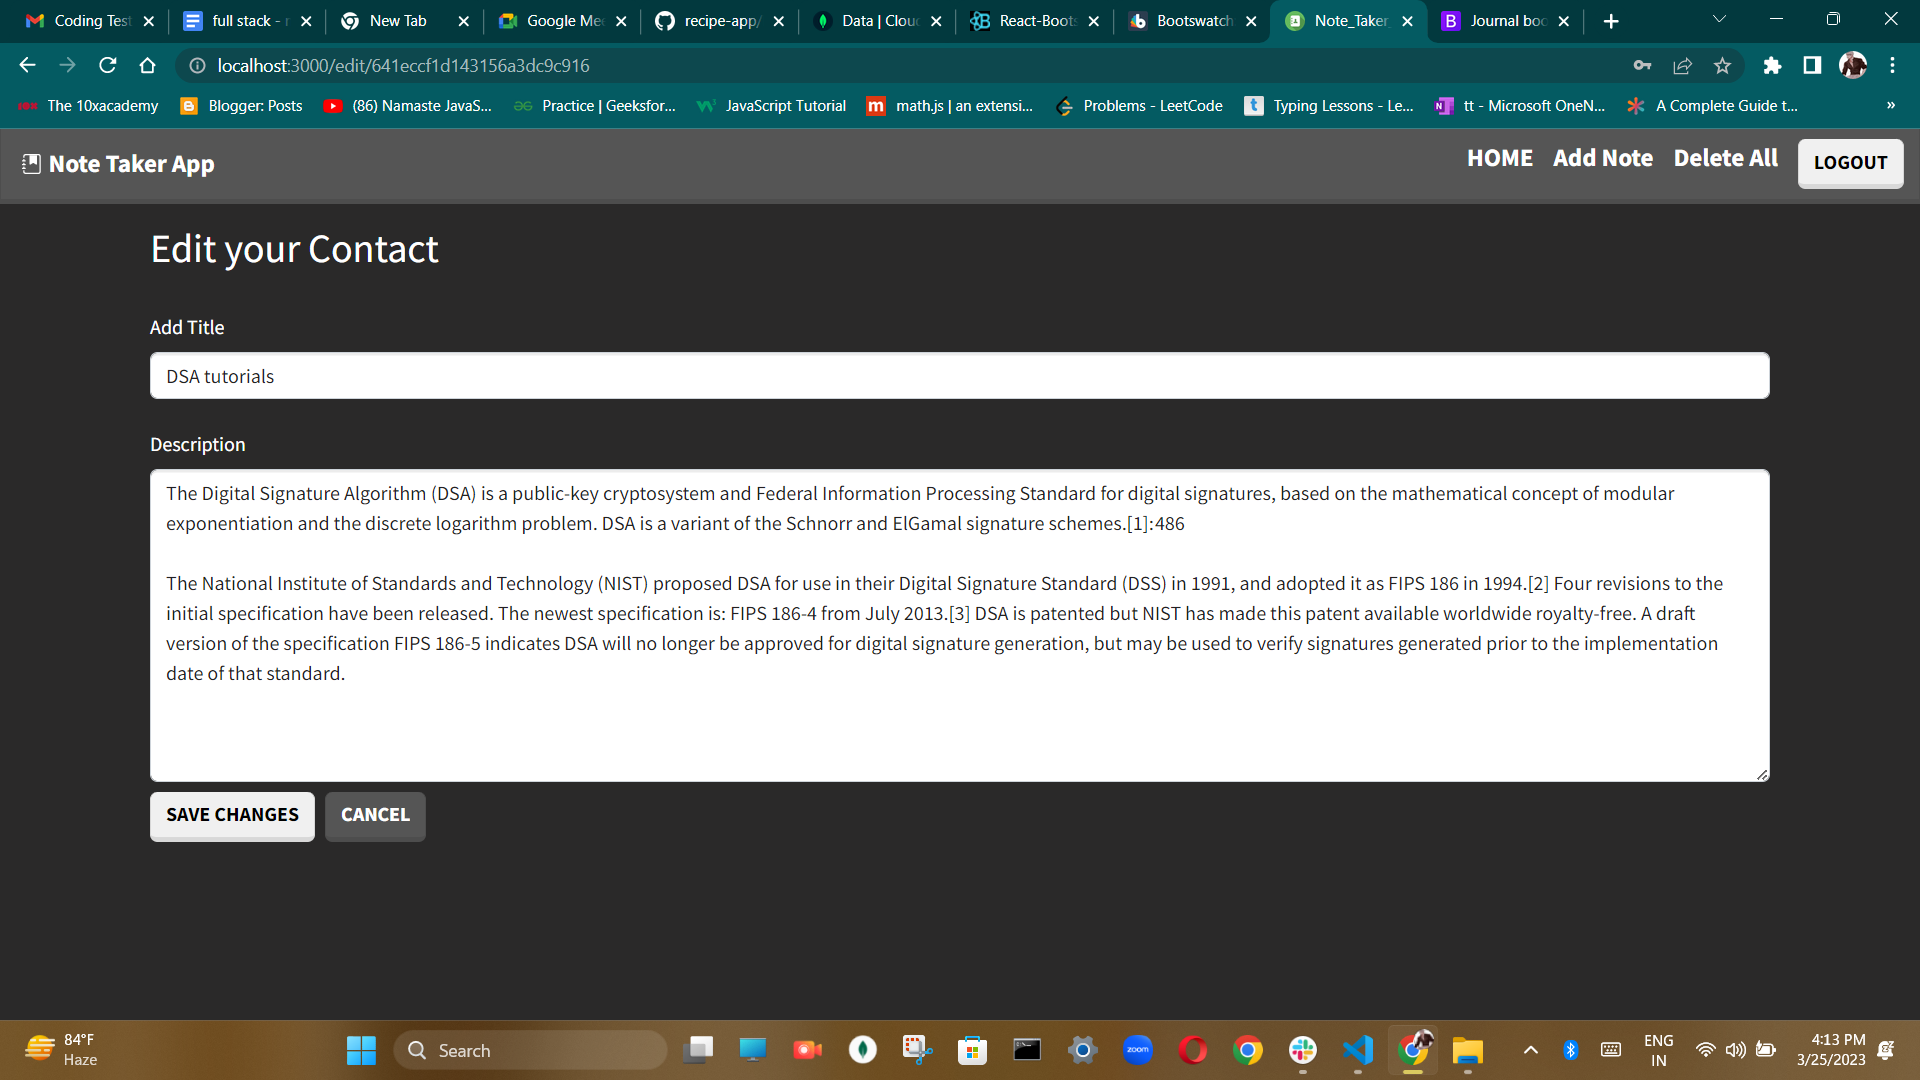 Coding Test
full stack - r
New Tab
Google Mee
recipe-app/
Data | Clou
React-Boots
Bootswatch
Note_Taker_
Journal boo
localhost:3000/edit/641eccf1d143156a3dc9c916
The 10xacademy
Blogger: Posts
(86) Namaste JavaS...
Practice | Geeksfor...
JavaScript Tutorial
math.js | an extensi...
Problems - LeetCode
Typing Lessons - Le...
tt - Microsoft OneN...
A Complete Guide t...
»
Note Taker App
HOME
Add Note
Delete All
LOGOUT
Edit your Contact
Add Title
DSA tutorials
Description
The Digital Signature Algorithm (DSA) is a public-key cryptosystem and Federal Information Processing Standard for digital signatures, based on the mathematical concept of modular
exponentiation and the discrete logarithm problem. DSA is a variant of the Schnorr and ElGamal signature schemes.[1]:486
The National Institute of Standards and Technology (NIST) proposed DSA for use in their Digital Signature Standard (DSS) in 1991, and adopted it as FIPS 186 in 1994.[2] Four revisions to the
initial specification have been released. The newest specification is: FIPS 186-4 from July 2013.[3] DSA is patented but NIST has made this patent available worldwide royalty-free. A draft
version of the specification FIPS 186-5 indicates DSA will no longer be approved for digital signature generation, but may be used to verify signatures generated prior to the implementation
date of that standard.
SAVE CHANGES
CANCEL
84°F
Haze
Search
zoom
ENG
IN
4:13 PM
3/25/2023